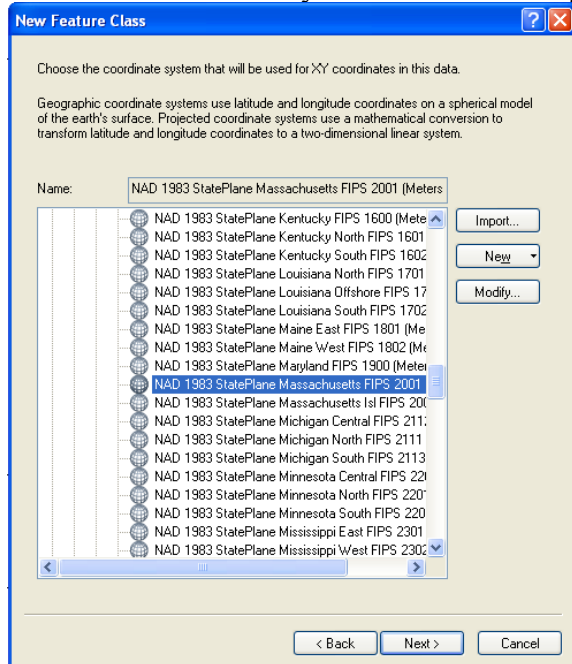 New Feature Class
Choose the coordinate system that will be used for XY coordinates in this data.
Geographic coordinate systems use latitude and longitude coordinates on a spherical model
of the earth's surface. Projected coordinate systems use a mathematical conversion to
transform latitude and longitude coordinates to a two-dimensional linear system.
Name: NAD 1983 StatePlane Massachusetts FIPS 2001 (Meters
NAD 1983 StatePlane Kentucky FIPS 1600 (Mete
NAD 1983 StatePlane Kentucky North FIPS 1601
NAD 1983 StatePlane Kentucky South FIPS 1602
NAD 1983 StatePlane Louisiana North FIPS 1701
NAD 1983 StatePlane Louisiana Offshore FIPS 17
NAD 1983 StatePlane Louisiana South FIPS 1702
NAD 1983 StatePlane Maine East FIPS 1801 (Me
NAD 1983 StatePlane Maine West FIPS 1802 (Me
NAD 1983 StatePlane Maryland FIPS 1900 (Meter
NAD 1983 StatePlane Massachusetts FIPS 2001
NAD 1983 StatePlane Massachusetts Isl FIPS 200
NAD 1983 StatePlane Michigan Central FIPS 2112
NAD 1983 StatePlane Michigan North FIPS 2111
NAD 1983 StatePlane Michigan South FIPS 2113
NAD 1983 StatePlane Minnesota Central FIPS 220
NAD 1983 StatePlane Minnesota North FIPS 2201
NAD 1983 StatePlane Minnesota South FIPS 220
NAD 1983 StatePlane Mississippi East FIPS 2301
NAD 1983 StatePlane Mississippi West FIPS 2302
Import...
New
Modify...
< Back Next > Cancel